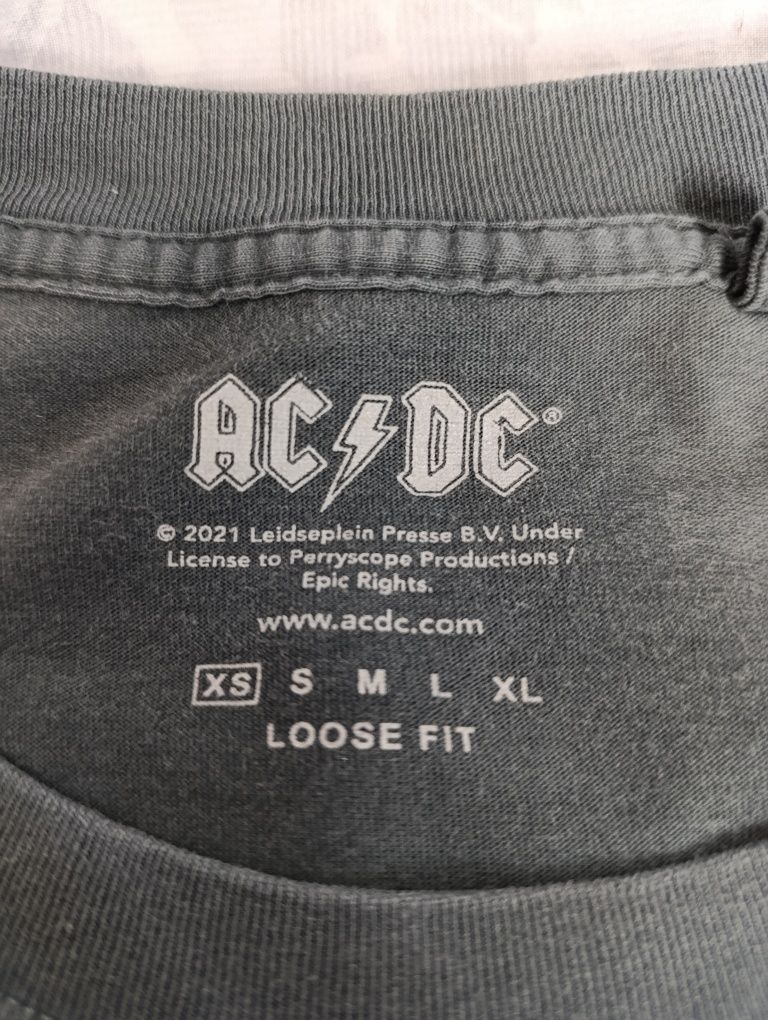 AC⚡DC®
© 2021 Leidseplein Presse B.V. Under
License to Perryscope Productions /
Epic Rights.
www.acdc.com
XS S M L XL
LOOSE FIT